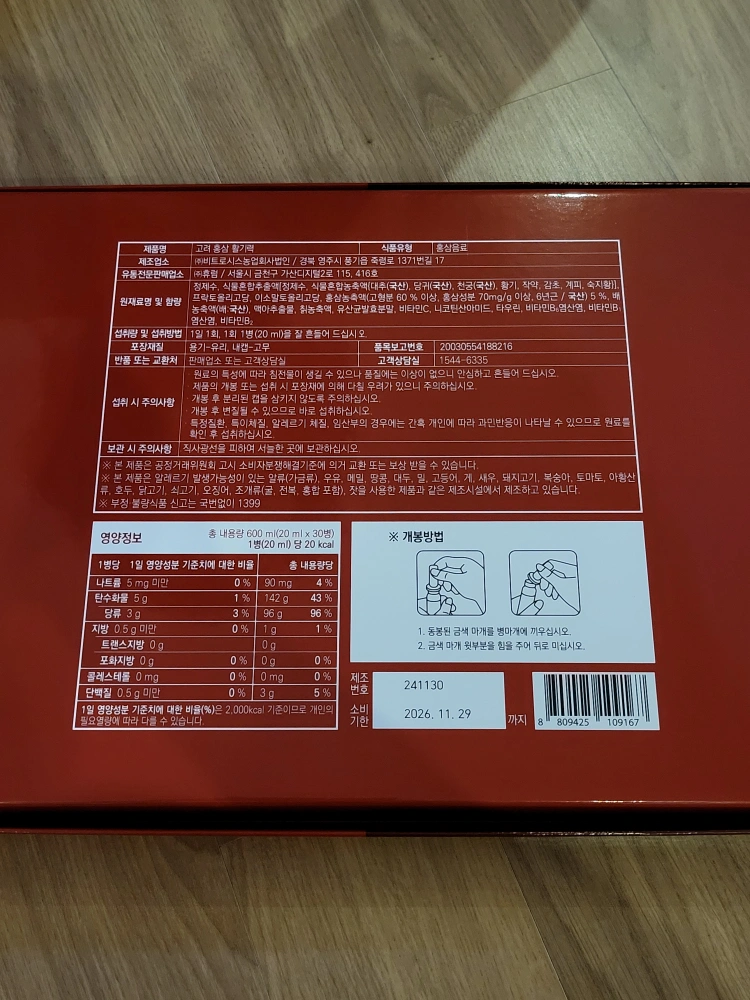 제품명 고려 홍삼 활기력 식품유형 홍삼음료
제조업소 ㈜비트로시스농업회사법인 / 경북 영주시 풍기읍 죽령로 1371번길 17
유통전문판매업소 ㈜휴람 / 서울시 금천구 가산디지털2로 115, 416호
원재료명 및 함량
정제수, 식물혼합추출액[정제수, 식물혼합농축액{대추(국산), 당귀(국산), 천궁(국산), 황기, 작약, 감초, 계피, 숙지황}],
프락토올리고당, 이소말토올리고당, 홍삼농축액(고형분 60 % 이상, 홍삼성분 70mg/g 이상, 6년근 / 국산) 5 %, 배
농축액(배:국산), 맥아추출물, 칡농축액, 유산균발효분말, 비타민C, 니코틴산아미드, 타우린, 비타민B₆염산염, 비타민B₁
염산염, 비타민B₂
섭취량 및 섭취방법 1일 1회, 1회 1병(20 ml)을 잘 흔들어 드십시오.
포장재질 용기-유리, 내캡-고무 품목보고번호 20030554188216
반품 또는 교환처 판매업소 또는 고객상담실 고객상담실 1544-6335
섭취 시 주의사항
· 원료의 특성에 따라 침전물이 생길 수 있으나 품질에는 이상이 없으니 안심하고 흔들어 드십시오.
· 제품의 개봉 또는 섭취 시 포장재에 의해 다칠 우려가 있으니 주의하십시오.
· 개봉 후 분리된 캡을 삼키지 않도록 주의하십시오.
· 개봉 후 변질될 수 있으므로 바로 섭취하십시오.
· 특정질환, 특이체질, 알레르기 체질, 임산부의 경우에는 간혹 개인에 따라 과민반응이 나타날 수 있으므로 원료를
확인 후 섭취하십시오.
보관 시 주의사항 직사광선을 피하여 서늘한 곳에 보관하십시오.
※ 본 제품은 공정거래위원회 고시 소비자분쟁해결기준에 의거 교환 또는 보상 받을 수 있습니다.
※ 본 제품은 알레르기 발생가능성이 있는 알류(가금류), 우유, 메밀, 땅콩, 대두, 밀, 고등어, 게, 새우, 돼지고기, 복숭아, 토마토, 아황산
류, 호두, 닭고기, 쇠고기, 오징어, 조개류(굴, 전복, 홍합 포함), 잣을 사용한 제품과 같은 제조시설에서 제조하고 있습니다.
※ 부정·불량식품 신고는 국번없이 1399
영양정보 총 내용량 600 ml(20 ml x 30병)
1병(20 ml) 당 20 kcal
1병당 1일 영양성분 기준치에 대한 비율 총 내용량당
나트륨 5 mg 미만 0 % 90 mg 4 %
탄수화물 5 g 1 % 142 g 43 %
당류 3 g 3 % 96 g 96 %
지방 0.5 g 미만 0 % 1 g 1 %
트랜스지방 0 g 0 g
포화지방 0 g 0 % 0 g 0 %
콜레스테롤 0 mg 0 % 0 mg 0 %
단백질 0.5 g 미만 0 % 3 g 5 %
1일 영양성분 기준치에 대한 비율(%)은 2,000kcal 기준이므로 개인의
필요열량에 따라 다를 수 있습니다.
※ 개봉방법
1. 동봉된 금색 마개를 병마개에 끼우십시오.
2. 금색 마개 윗부분을 힘을 주어 뒤로 미십시오.
제조
번호 241130
소비
기한 2026. 11. 29 까지
8 809425 109167